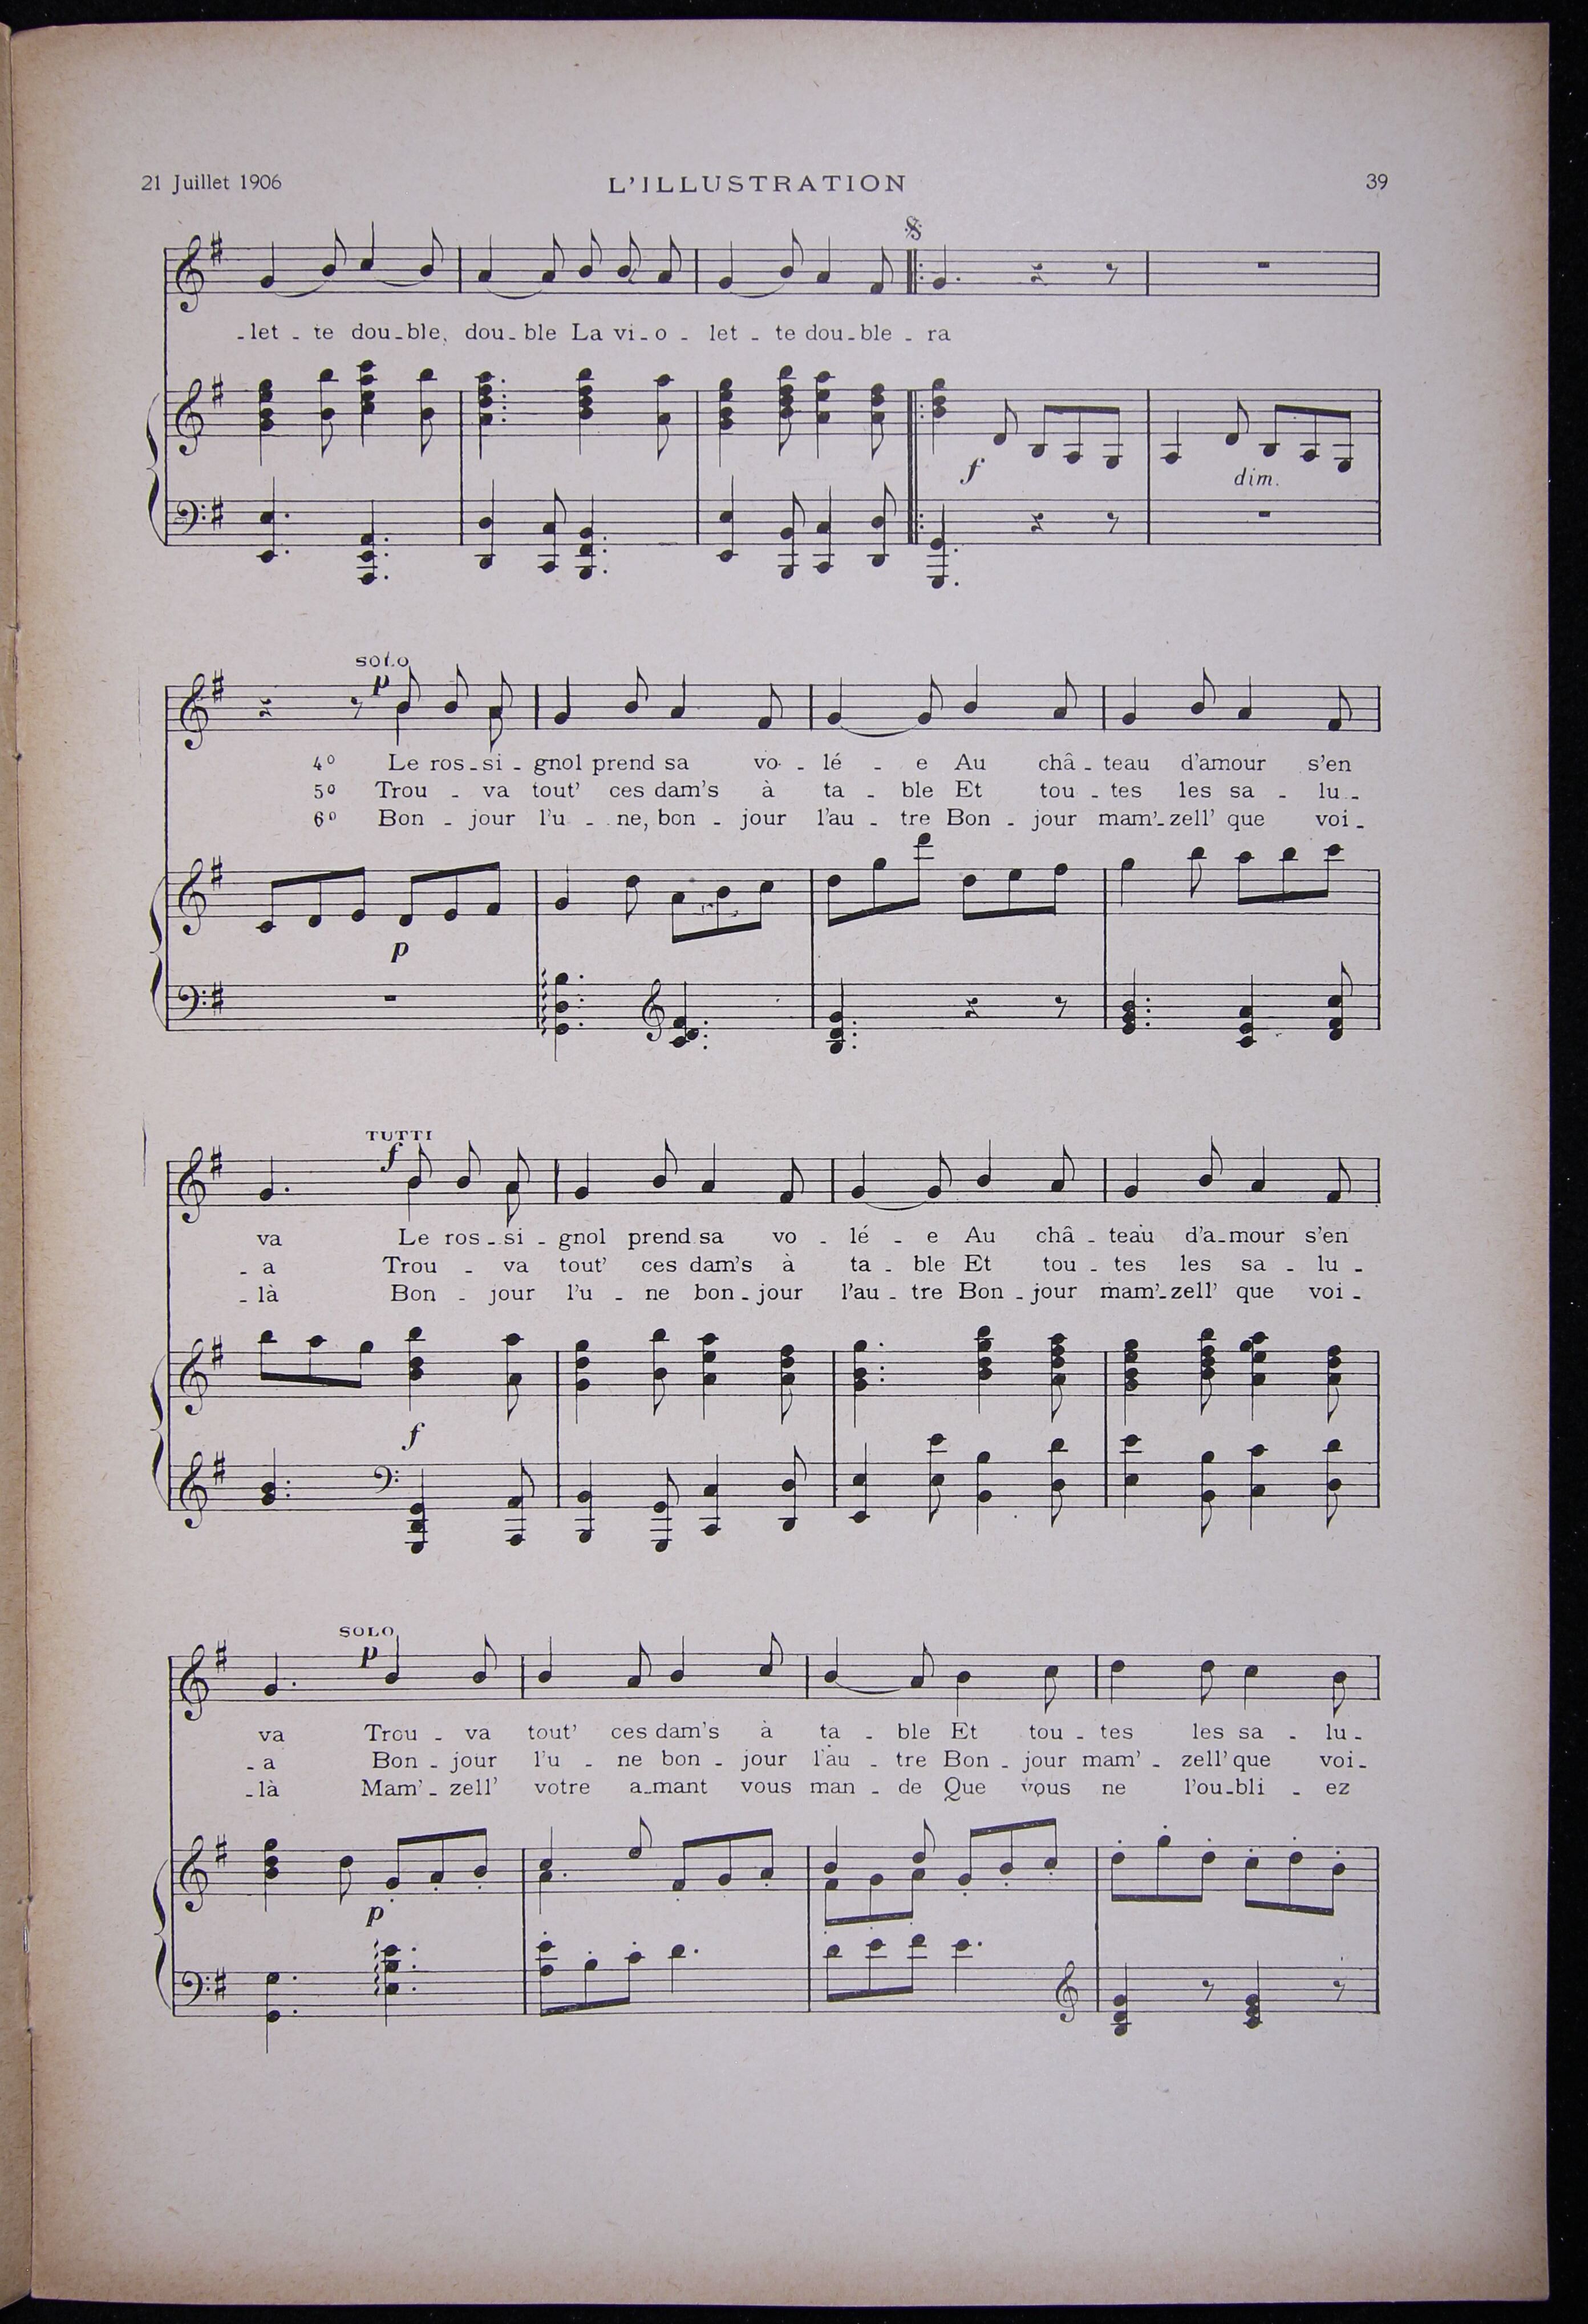 21 Juillet 1906 L'ILLUSTRATION 39
- let - te dou - ble, dou - ble La vi - o - let - te dou - ble - ra
f
dim.
SOLO
p
4º Le ros - si - gnol prend sa vo - lé - e Au châ - teau d'amour s'en
5º Trou - va tout' ces dam's à ta - ble Et tou - tes les sa - lu -
6º Bon - jour l'u - ne, bon - jour l'au - tre Bon - jour mam'-zell' que voi -
p
TUTTI
f
va Le ros - si - gnol prend sa vo - lé - e Au châ - teau d'a-mour s'en
- a Trou - va tout' ces dam's à ta - ble Et tou - tes les sa - lu -
- là Bon - jour l'u - ne bon - jour l'au - tre Bon - jour mam'-zell' que voi -
f
SOLO
p
va Trou - va tout' ces dam's à ta - ble Et tou - tes les sa - lu -
- a Bon - jour l'u - ne bon - jour l'au - tre Bon - jour mam' - zell' que voi -
- là Mam' - zell' votre a-mant vous man - de Que vous ne l'ou-bli - ez
p